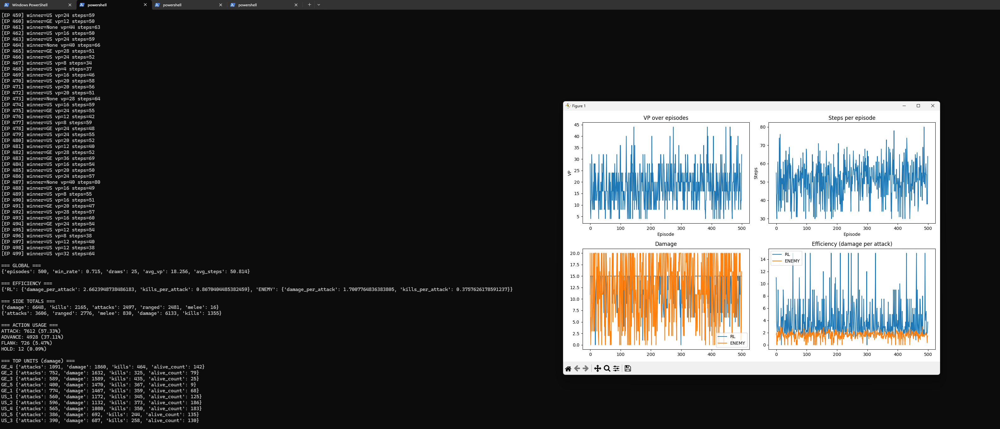 Windows PowerShell
powershell
powershell
powershell
[EP 459] winner=US vp=24 steps=59
[EP 460] winner=GE vp=12 steps=50
[EP 461] winner=None vp=44 steps=63
[EP 462] winner=US vp=16 steps=50
[EP 463] winner=US vp=24 steps=59
[EP 464] winner=None vp=40 steps=66
[EP 465] winner=GE vp=28 steps=51
[EP 466] winner=US vp=24 steps=52
[EP 467] winner=US vp=8 steps=34
[EP 468] winner=US vp=4 steps=37
[EP 469] winner=US vp=16 steps=46
[EP 470] winner=US vp=20 steps=58
[EP 471] winner=US vp=20 steps=56
[EP 472] winner=US vp=20 steps=51
[EP 473] winner=None vp=28 steps=64
[EP 474] winner=US vp=16 steps=59
[EP 475] winner=GE vp=24 steps=55
[EP 476] winner=US vp=12 steps=42
[EP 477] winner=US vp=8 steps=59
[EP 478] winner=GE vp=24 steps=48
[EP 479] winner=US vp=24 steps=55
[EP 480] winner=US vp=20 steps=52
[EP 481] winner=US vp=12 steps=40
[EP 482] winner=GE vp=28 steps=52
[EP 483] winner=GE vp=36 steps=69
[EP 484] winner=US vp=16 steps=54
[EP 485] winner=US vp=20 steps=50
[EP 486] winner=US vp=24 steps=57
[EP 487] winner=None vp=40 steps=80
[EP 488] winner=US vp=16 steps=49
[EP 489] winner=US vp=8 steps=55
[EP 490] winner=US vp=16 steps=51
[EP 491] winner=GE vp=20 steps=47
[EP 492] winner=US vp=28 steps=57
[EP 493] winner=US vp=16 steps=60
[EP 494] winner=GE vp=24 steps=54
[EP 495] winner=US vp=12 steps=54
[EP 496] winner=US vp=8 steps=38
[EP 497] winner=US vp=12 steps=40
[EP 498] winner=US vp=12 steps=38
[EP 499] winner=US vp=32 steps=64
=== GLOBAL ===
{'episodes': 500, 'win_rate': 0.715, 'draws': 25, 'avg_vp': 18.256, 'avg_steps': 50.814}
=== EFFICIENCY ===
{'RL': {'damage_per_attack': 2.6623948738486183, 'kills_per_attack': 0.8670404485382459}, 'ENEMY': {'damage_per_attack': 1.7007764836383805, 'kills_per_attack': 0.3757626178591237}}
=== SIDE TOTALS ===
{'damage': 6648, 'kills': 2165, 'attacks': 2497, 'ranged': 2481, 'melee': 16}
{'attacks': 3606, 'ranged': 2776, 'melee': 830, 'damage': 6133, 'kills': 1355}
=== ACTION USAGE ===
ATTACK: 7612 (57.33%)
ADVANCE: 4928 (37.11%)
FLANK: 726 (5.47%)
HOLD: 12 (0.09%)
=== TOP UNITS (damage) ===
GE_4 {'attacks': 1091, 'damage': 1860, 'kills': 464, 'alive_count': 142}
GE_2 {'attacks': 752, 'damage': 1632, 'kills': 325, 'alive_count': 79}
GE_3 {'attacks': 589, 'damage': 1589, 'kills': 435, 'alive_count': 25}
GE_5 {'attacks': 400, 'damage': 1470, 'kills': 367, 'alive_count': 9}
GE_1 {'attacks': 774, 'damage': 1467, 'kills': 359, 'alive_count': 68}
US_1 {'attacks': 560, 'damage': 1172, 'kills': 345, 'alive_count': 125}
US_2 {'attacks': 596, 'damage': 1132, 'kills': 373, 'alive_count': 186}
US_4 {'attacks': 565, 'damage': 1080, 'kills': 350, 'alive_count': 183}
US_5 {'attacks': 386, 'damage': 692, 'kills': 244, 'alive_count': 135}
US_3 {'attacks': 390, 'damage': 687, 'kills': 258, 'alive_count': 130}
Figure 1
VP over episodes
45
40
35
30
25
20
15
10
5
VP
0 100 200 300 400 500
Episode
Steps per episode
80
70
60
50
40
30
Steps
0 100 200 300 400 500
Episode
Damage
20.0
17.5
15.0
12.5
10.0
7.5
5.0
2.5
0.0
RL
ENEMY
0 100 200 300 400 500
Efficiency (damage per attack)
14
12
10
8
6
4
2
0
RL
ENEMY
0 100 200 300 400 500